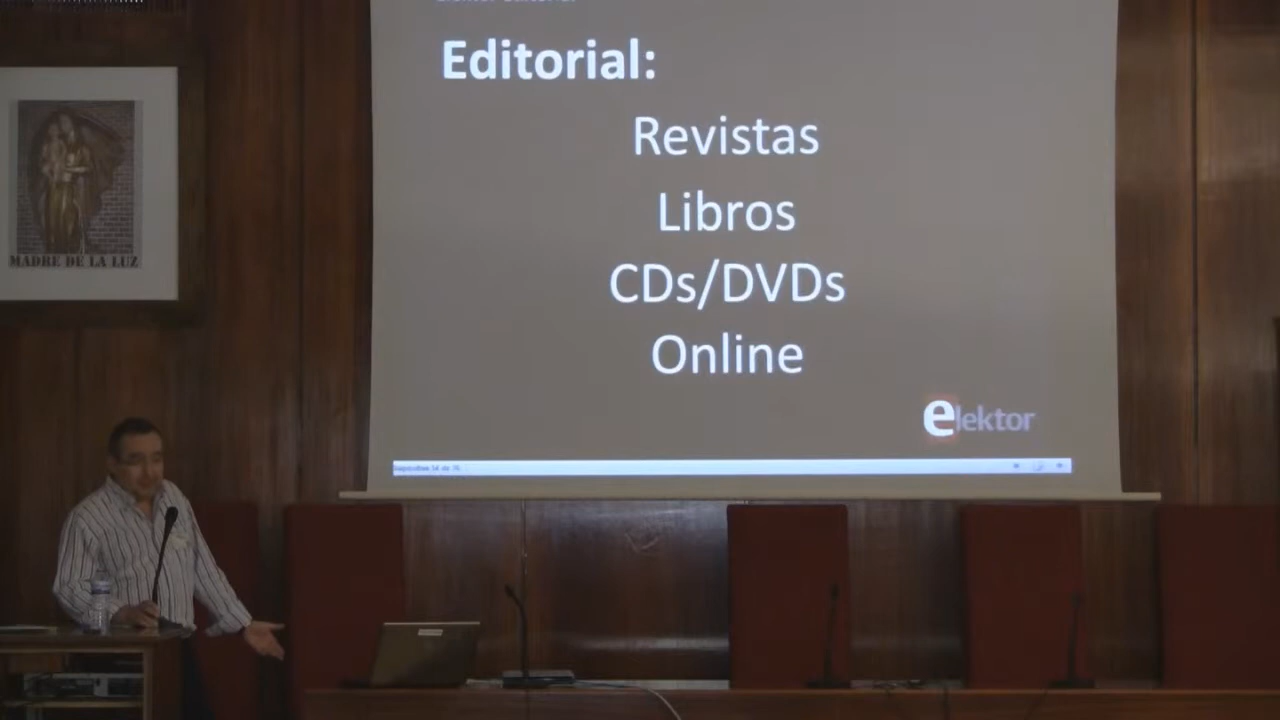 Editorial:
Revistas
Libros
CDs/DVDs
Online
elektor
MADRE DE LA LUZ